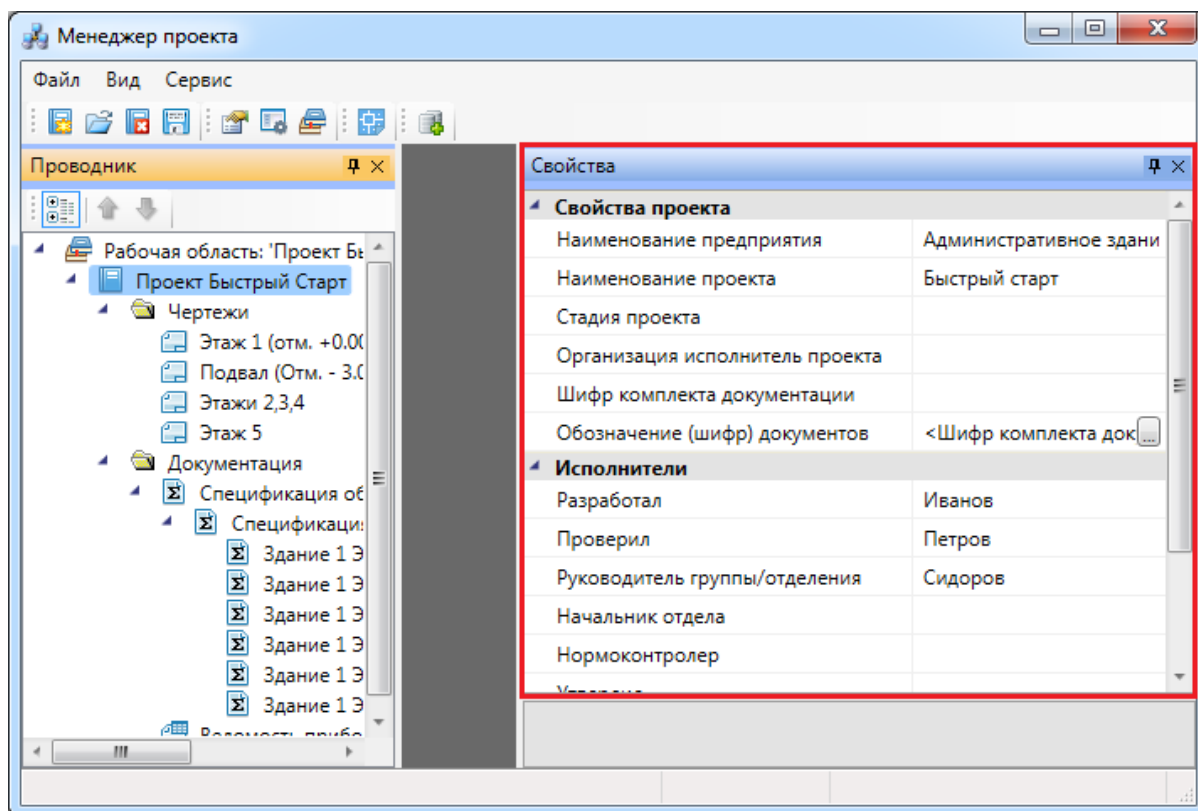 Менеджер проекта
Файл Вид Сервис
Проводник
Рабочая область: 'Проект Бы
Проект Быстрый Старт
Чертежи
Этаж 1 (отм. +0.00
Подвал (Отм. - 3.0
Этажи 2,3,4
Этаж 5
Документация
Спецификация об
Спецификация
Здание 1 Э
Здание 1 Э
Здание 1 Э
Здание 1 Э
Здание 1 Э
Здание 1 Э
Ведомость прибо
Свойства
Свойства проекта
Наименование предприятия Административное здани
Наименование проекта Быстрый старт
Стадия проекта
Организация исполнитель проекта
Шифр комплекта документации
Обозначение (шифр) документов <Шифр комплекта док ...
Исполнители
Разработал Иванов
Проверил Петров
Руководитель группы/отделения Сидоров
Начальник отдела
Нормоконтролер